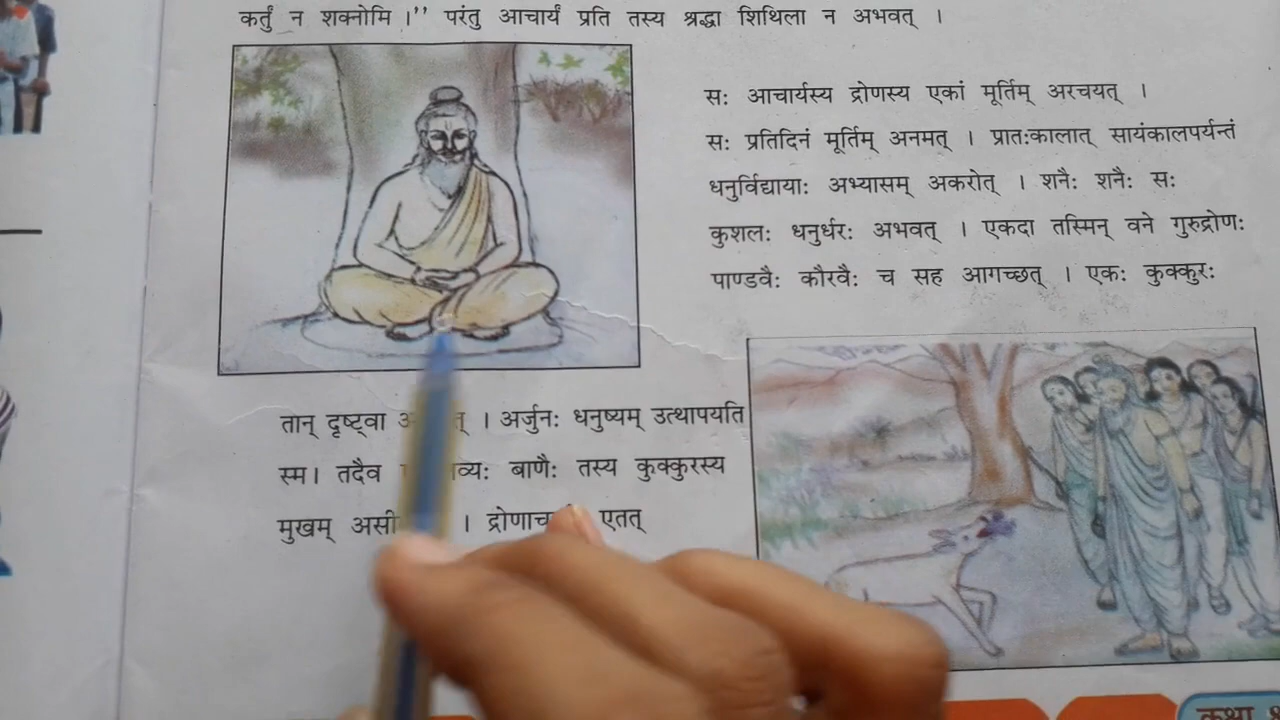 कर्तुं न शक्नोमि ।” परंतु आचार्यं प्रति तस्य श्रद्धा शिथिला न अभवत् ।
सः आचार्यस्य द्रोणस्य एकां मूर्तिम् अरचयत् ।
सः प्रतिदिनं मूर्तिम् अनमत् । प्रातःकालात् सायंकालपर्यन्तं
धनुर्विद्यायाः अभ्यासम् अकरोत् । शनैः शनैः सः
कुशलः धनुर्धरः अभवत् । एकदा तस्मिन् वने गुरुद्रोणः
पाण्डवैः कौरवैः च सह आगच्छत् । एकः कुक्कुरः
तान् दृष्ट्वा । अर्जुनः धनुष्यम् उत्थापयति
स्म। तदैव बाणैः तस्य कुक्कुरस्य
मुखम् । एतत्